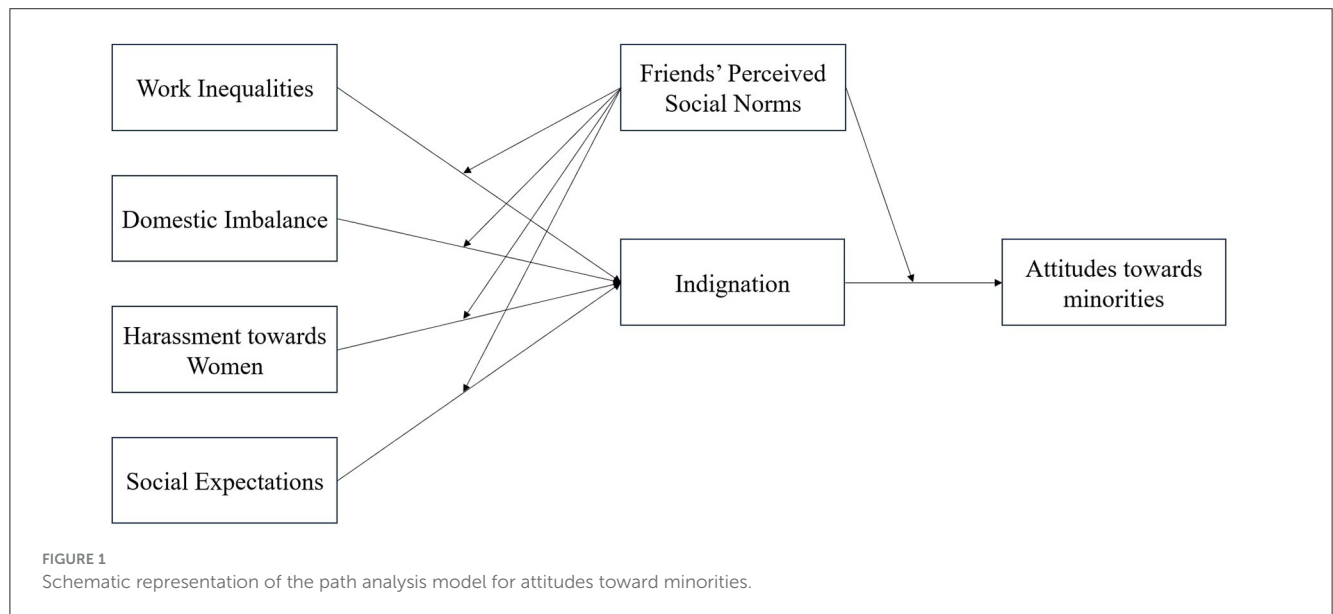 Work Inequalities
Friends’ Perceived
Social Norms
Domestic Imbalance
Indignation
Attitudes towards
minorities
Harassment towards
Women
Social Expectations
FIGURE 1
Schematic representation of the path analysis model for attitudes toward minorities.